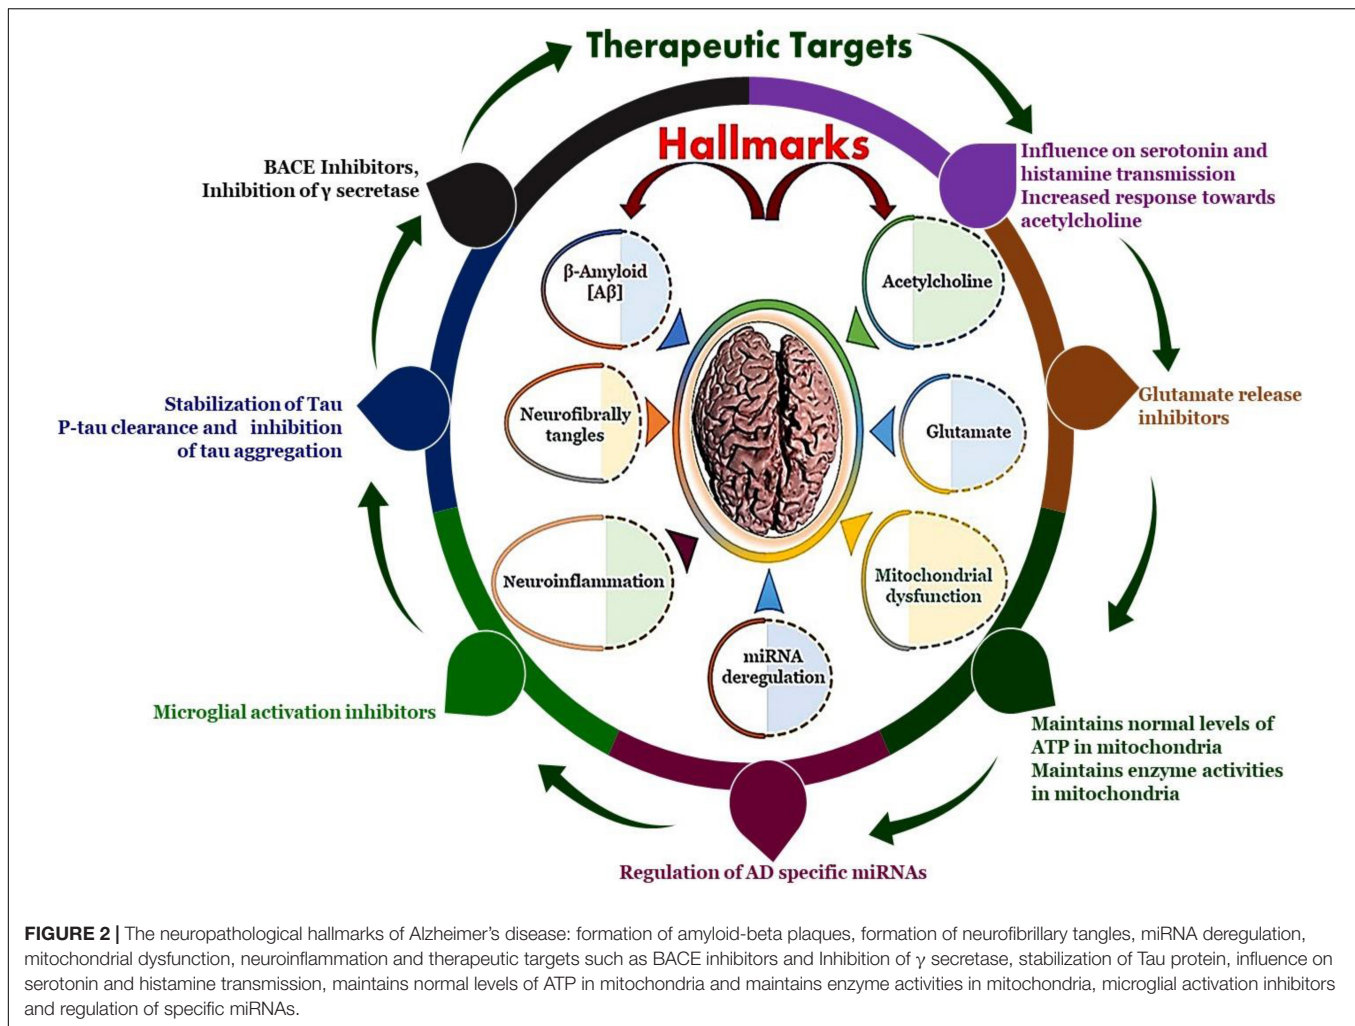 Therapeutic Targets
Hallmarks
BACE Inhibitors,
Inhibition of γ secretase
Influence on serotonin and
histamine transmission
Increased response towards
acetylcholine
β-Amyloid
[Aβ]
Acetylcholine
Stabilization of Tau
P-tau clearance and inhibition
of tau aggregation
Neurofibrally
tangles
Glutamate
Glutamate release
inhibitors
Neuroinflammation
Mitochondrial
dysfunction
miRNA
deregulation
Microglial activation inhibitors
Maintains normal levels of
ATP in mitochondria
Maintains enzyme activities
in mitochondria
Regulation of AD specific miRNAs
FIGURE 2 | The neuropathological hallmarks of Alzheimer's disease: formation of amyloid-beta plaques, formation of neurofibrillary tangles, miRNA deregulation,
mitochondrial dysfunction, neuroinflammation and therapeutic targets such as BACE inhibitors and Inhibition of γ secretase, stabilization of Tau protein, influence on
serotonin and histamine transmission, maintains normal levels of ATP in mitochondria and maintains enzyme activities in mitochondria, microglial activation inhibitors
and regulation of specific miRNAs.